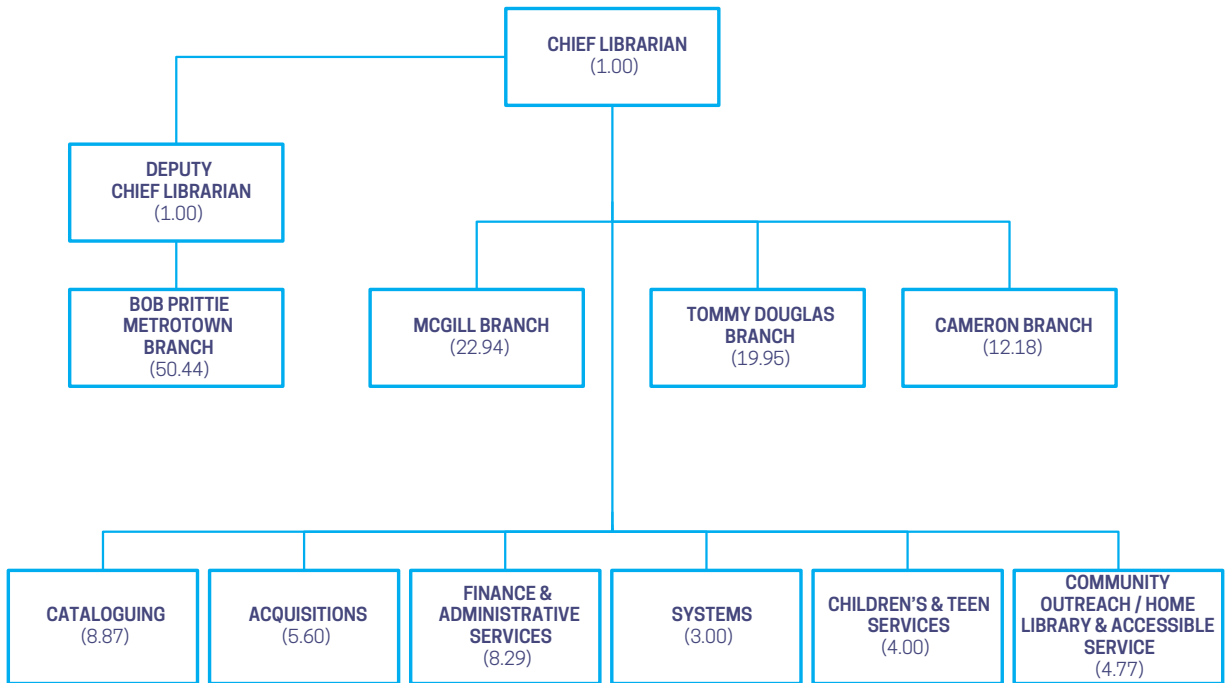 CHIEF LIBRARIAN
(1.00)
DEPUTY
CHIEF LIBRARIAN
(1.00)
BOB PRITTIE
METROTOWN
BRANCH
(50.44)
MCGILL BRANCH
(22.94)
TOMMY DOUGLAS
BRANCH
(19.95)
CAMERON BRANCH
(12.18)
CATALOGUING
(8.87)
ACQUISITIONS
(5.60)
FINANCE &
ADMINISTRATIVE
SERVICES
(8.29)
SYSTEMS
(3.00)
CHILDREN’S & TEEN
SERVICES
(4.00)
COMMUNITY
OUTREACH / HOME
LIBRARY & ACCESSIBLE
SERVICE
(4.77)